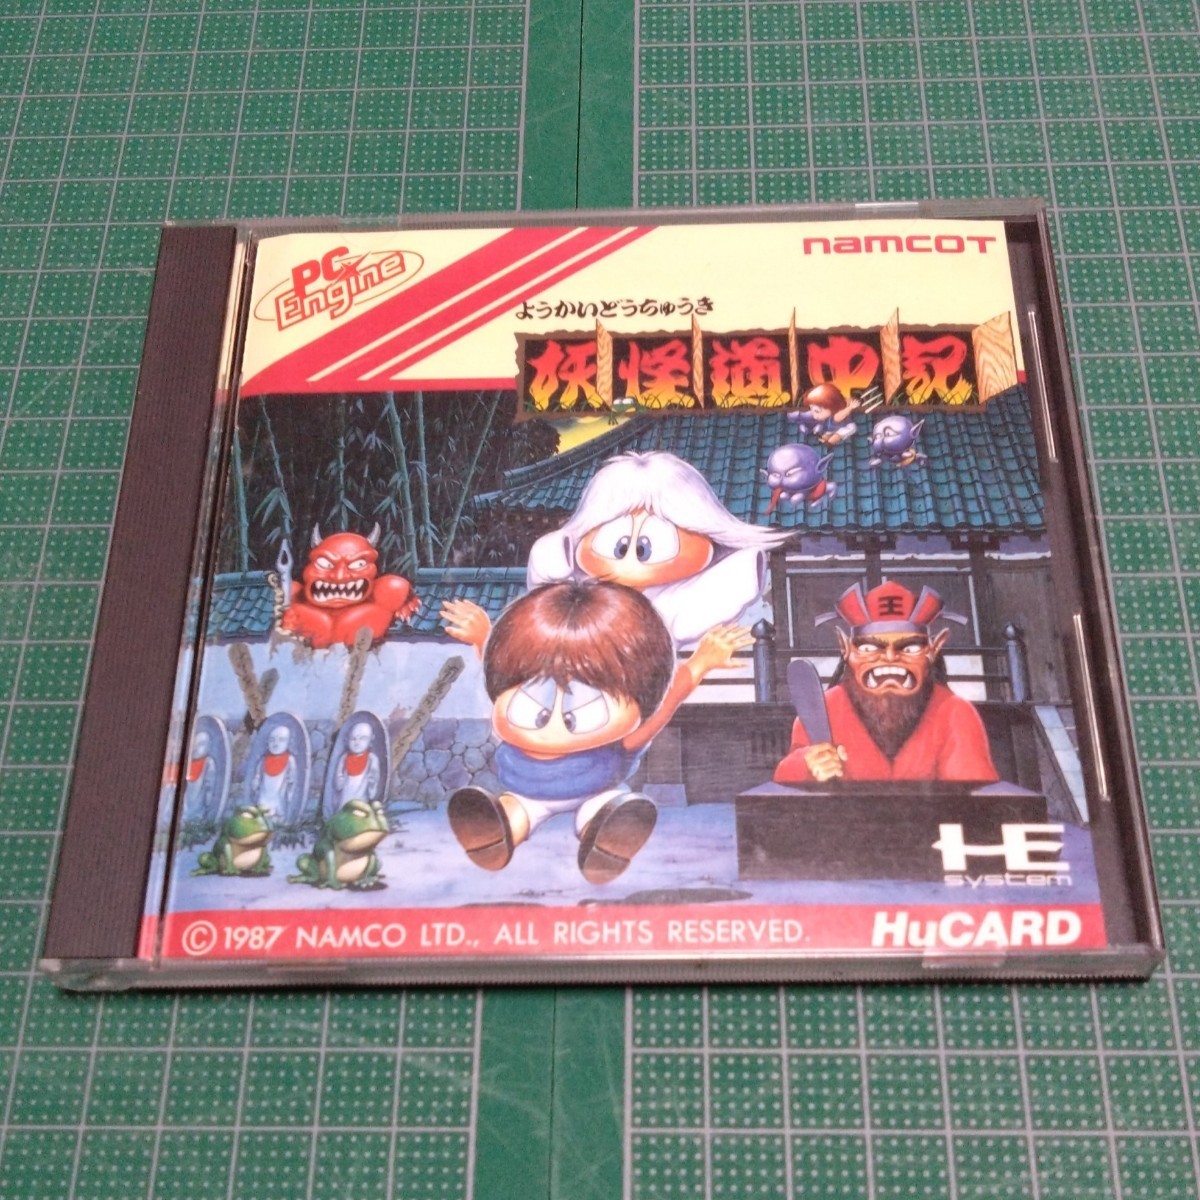 PC Engine
namcoT
ようかいどうちゅうき
妖怪道中記
王
HE
system
© 1987 NAMCO LTD., ALL RIGHTS RESERVED.
HuCARD